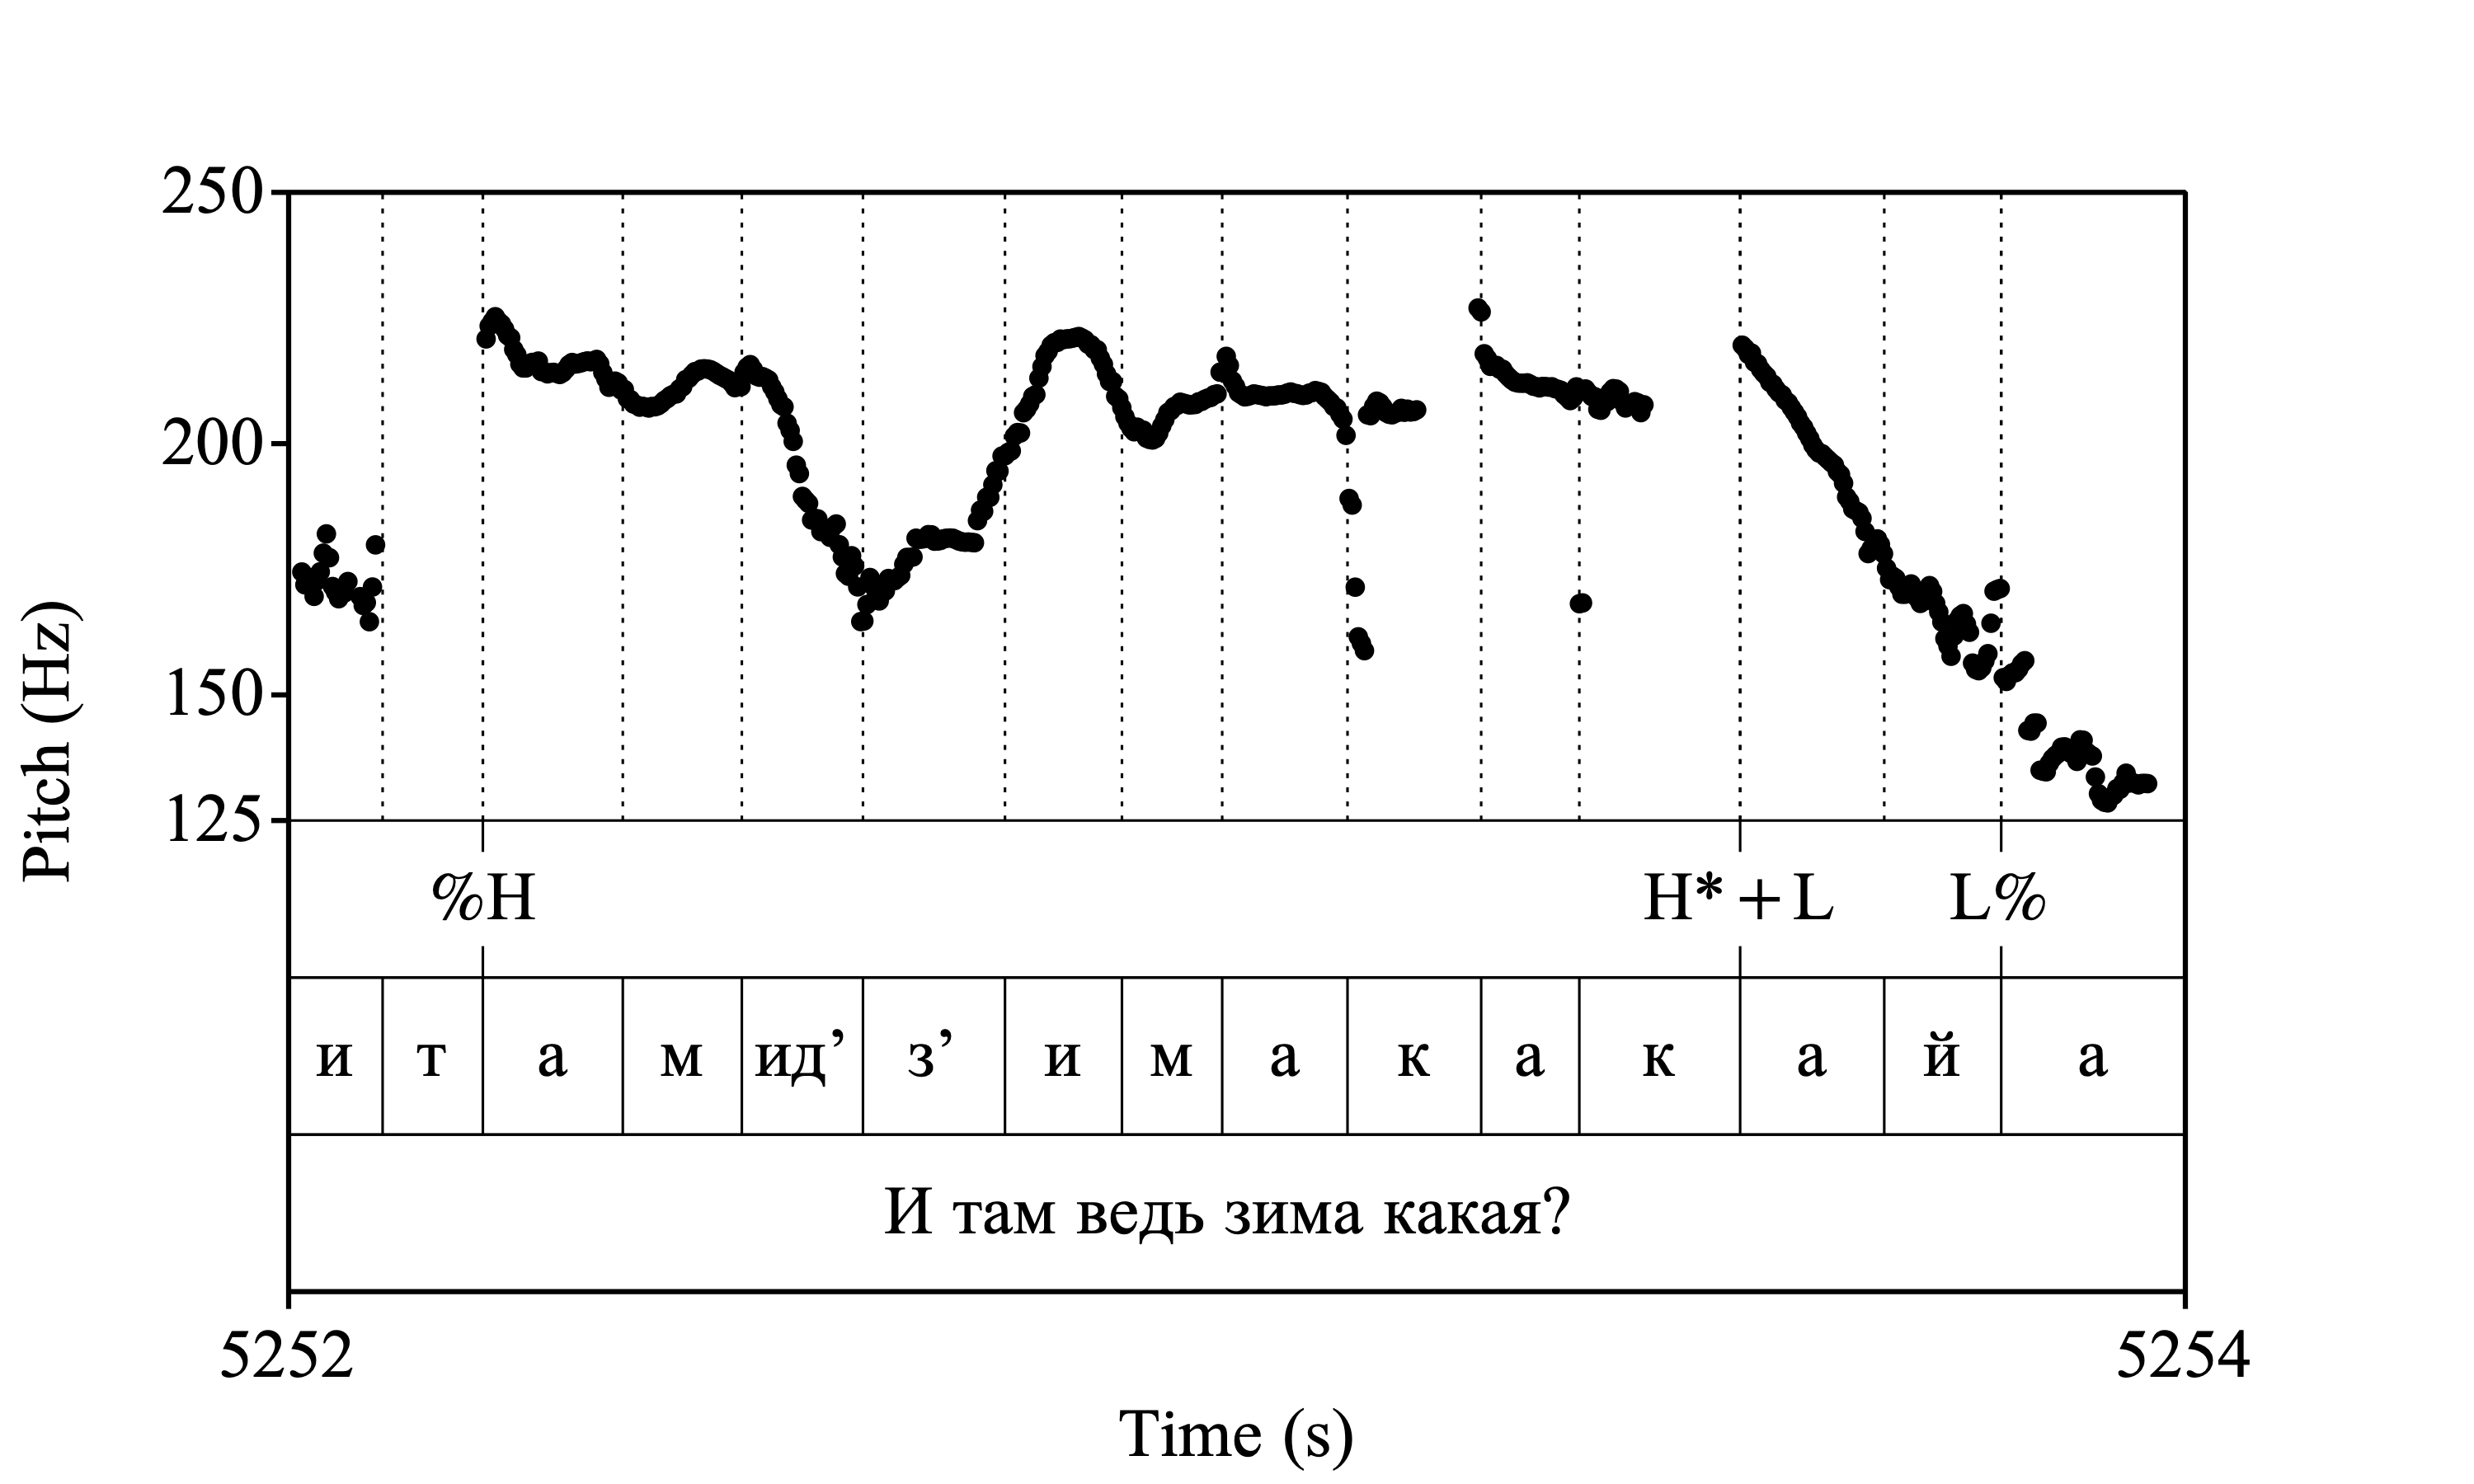 Pitch (Hz)
250
200
150
125
%H H*+L L%
и т а м ид’ з’ и м а к а к а й а
И там ведь зима какая?
5252 5254
Time (s)